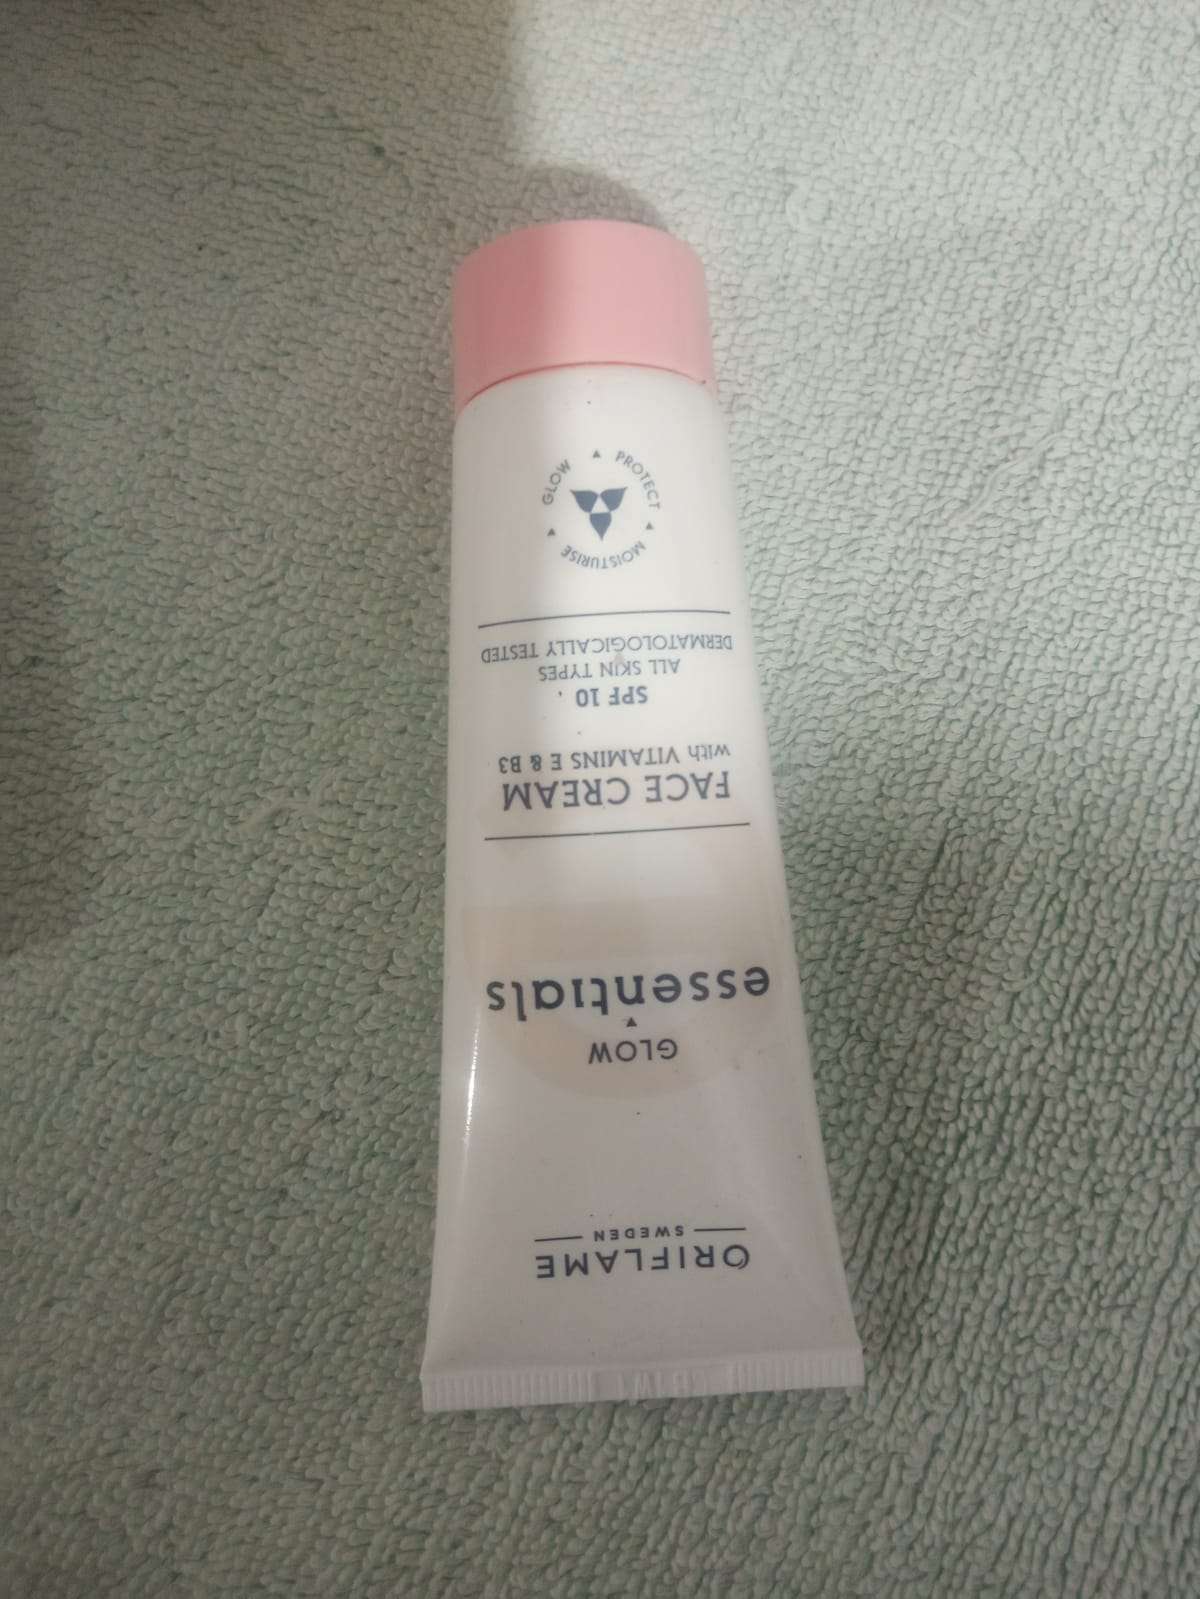 ORIFLAME
SWEDEN
GLOW
essentials
FACE CREAM
with VITAMINS E & B3
SPF 10
ALL SKIN TYPES
DERMATOLOGICALLY TESTED
MOISTURISE
GLOW
PROTECT